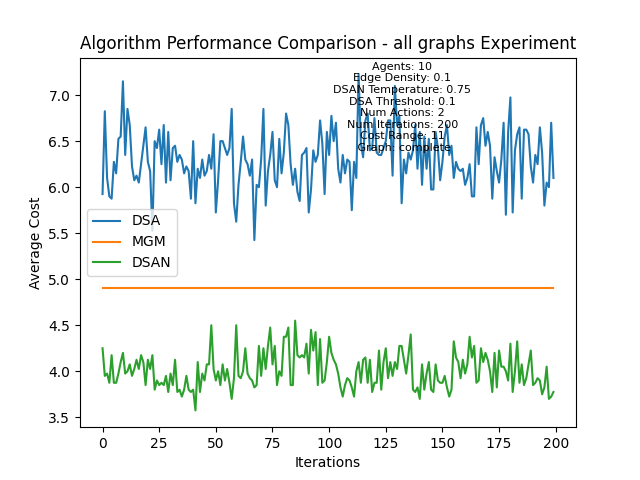 Algorithm Performance Comparison - all graphs Experiment
Agents: 10
Edge Density: 0.1
DSAN Temperature: 0.75
DSA Threshold: 0.1
Num Actions: 2
Num Iterations: 200
Cost Range: 11
Graph: complete
7.0
6.5
6.0
5.5
5.0
4.5
4.0
3.5
Average Cost
DSA
MGM
DSAN
0
25
50
75
100
125
150
175
200
Iterations